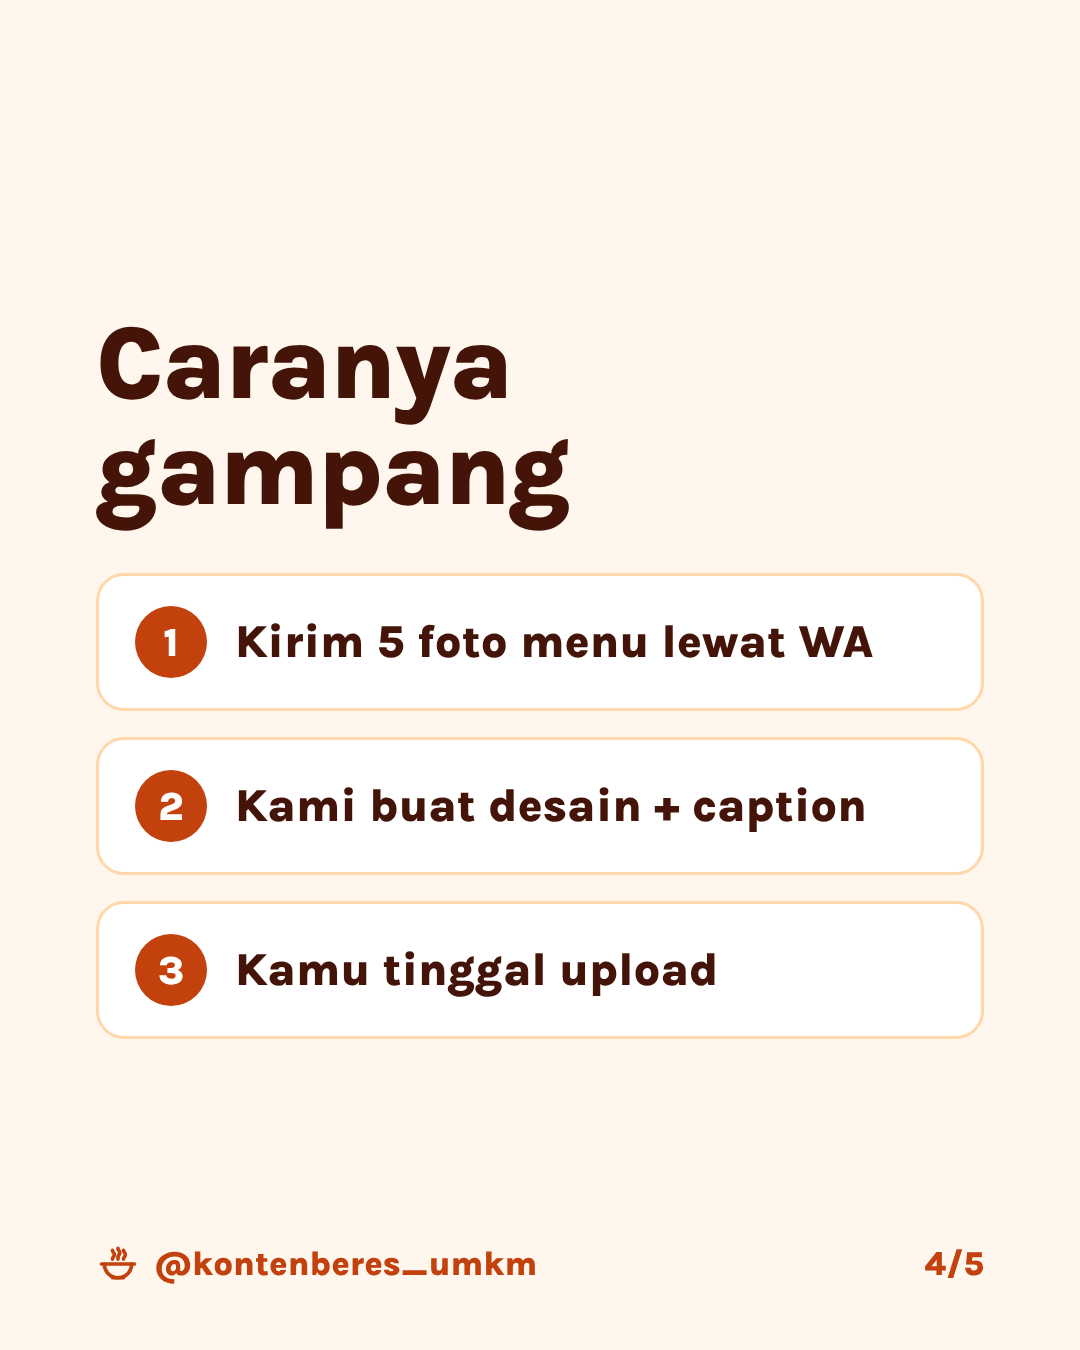 Caranya
gampang
1 Kirim 5 foto menu lewat WA
2 Kami buat desain + caption
3 Kamu tinggal upload
@kontenberes_umkm 4/5